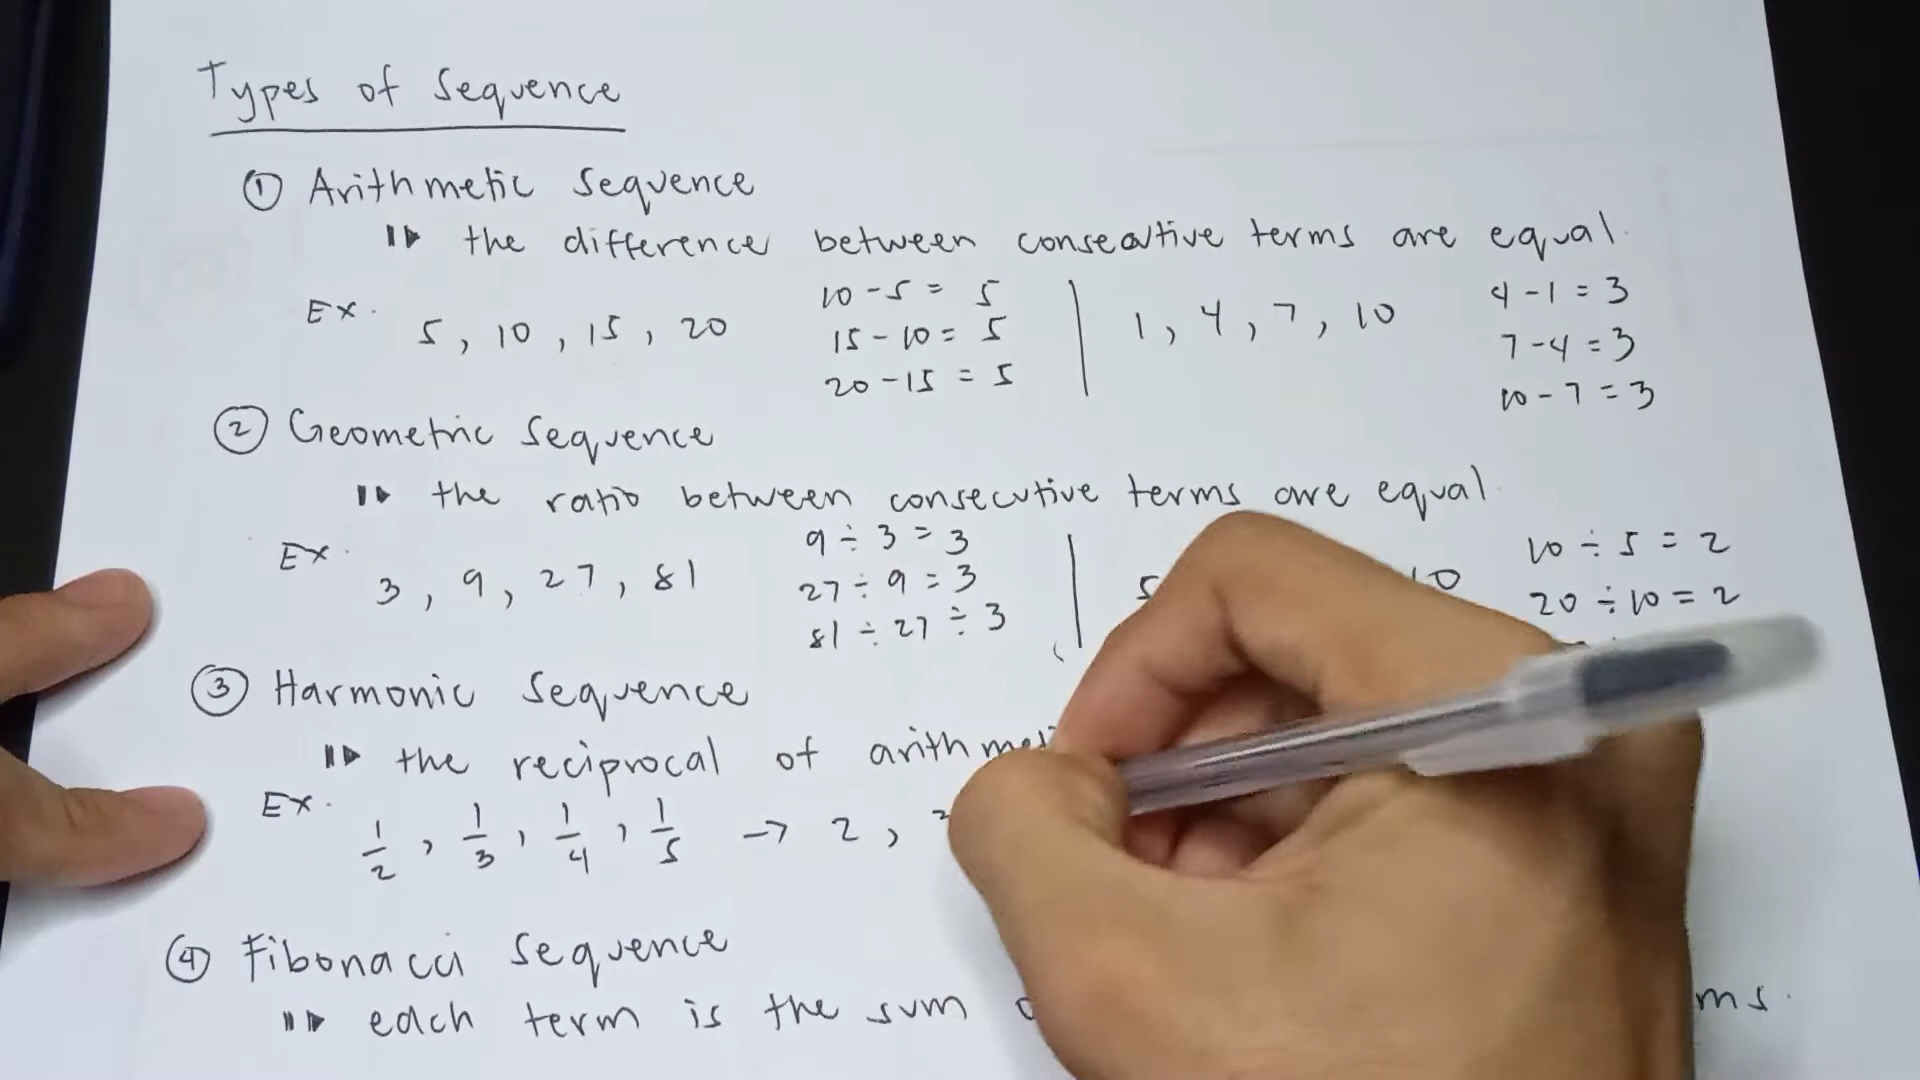 Types of Sequence
① Arithmetic Sequence
the difference between consecutive terms are equal.
Ex. 5, 10, 15, 20
10 - 5 = 5
15 - 10 = 5
20 - 15 = 5
1, 4, 7, 10
4 - 1 = 3
7 - 4 = 3
10 - 7 = 3
② Geometric Sequence
the ratio between consecutive terms are equal.
Ex. 3, 9, 27, 81
9 ÷ 3 = 3
27 ÷ 9 = 3
81 ÷ 27 ÷ 3
5
10 ÷ 5 = 2
20 ÷ 10 = 2
③ Harmonic Sequence
the reciprocal of
Ex. 1/2, 1/3, 1/4, 1/5 → 2,
④ Fibonacci Sequence
each term is the sum